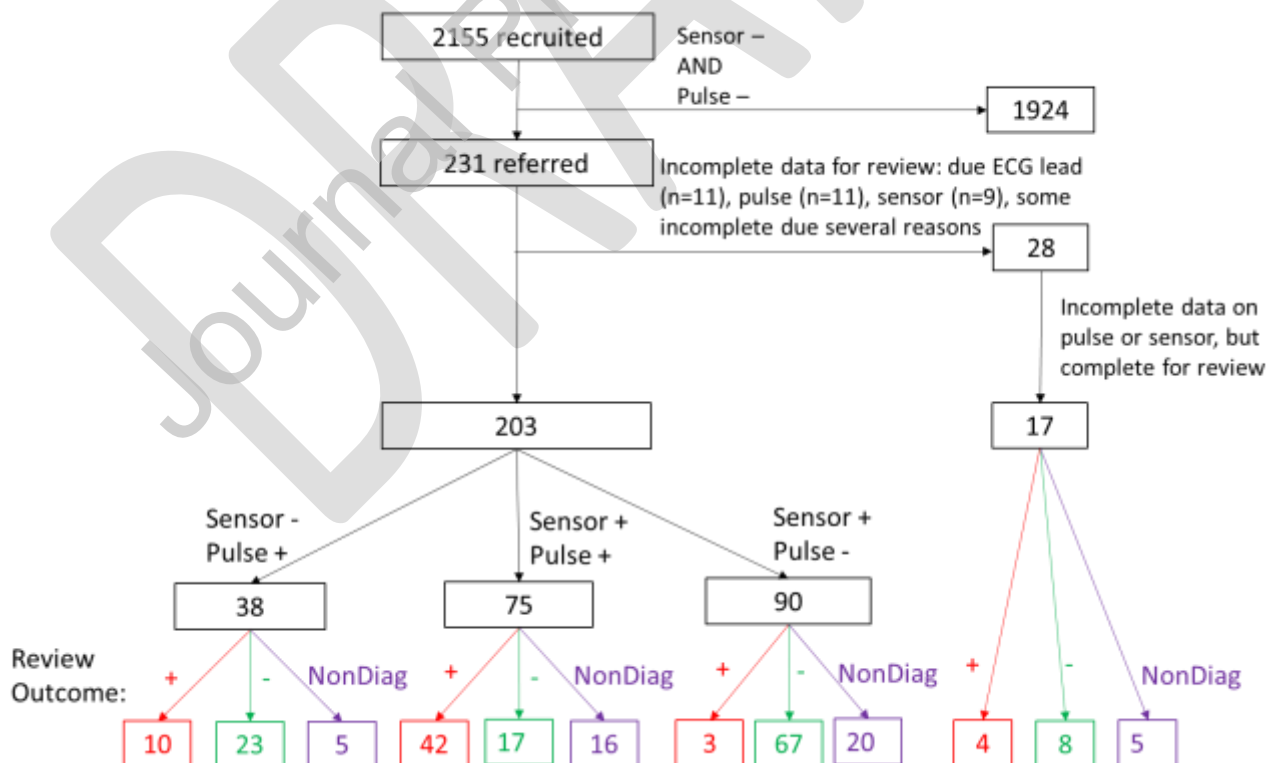 2155 recruited
Sensor –
AND
Pulse –
1924
231 referred
Incomplete data for review: due ECG lead
(n=11), pulse (n=11), sensor (n=9), some
incomplete due several reasons
28
Incomplete data on
pulse or sensor, but
complete for review
203
17
Sensor -
Pulse +
Sensor +
Pulse +
Sensor +
Pulse -
38
75
90
Review
Outcome:
+
-
NonDiag
+
-
NonDiag
+
-
NonDiag
+
-
NonDiag
10
23
5
42
17
16
3
67
20
4
8
5
Journal